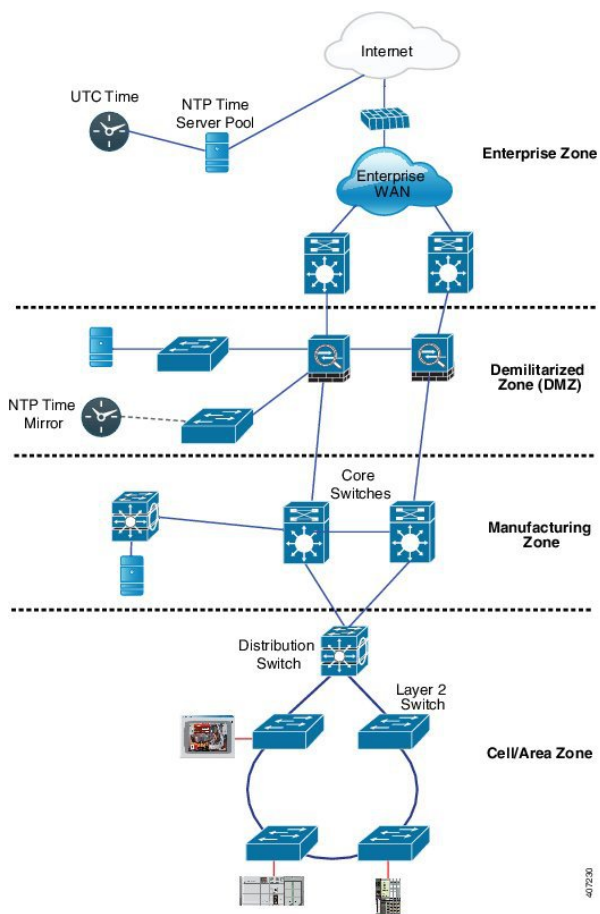 Internet
UTC Time
NTP Time
Server Pool
Enterprise
WAN
Enterprise Zone
Demilitarized
Zone (DMZ)
NTP Time
Mirror
Core
Switches
Manufacturing
Zone
Distribution
Switch
Layer 2
Switch
Cell/Area Zone
407230